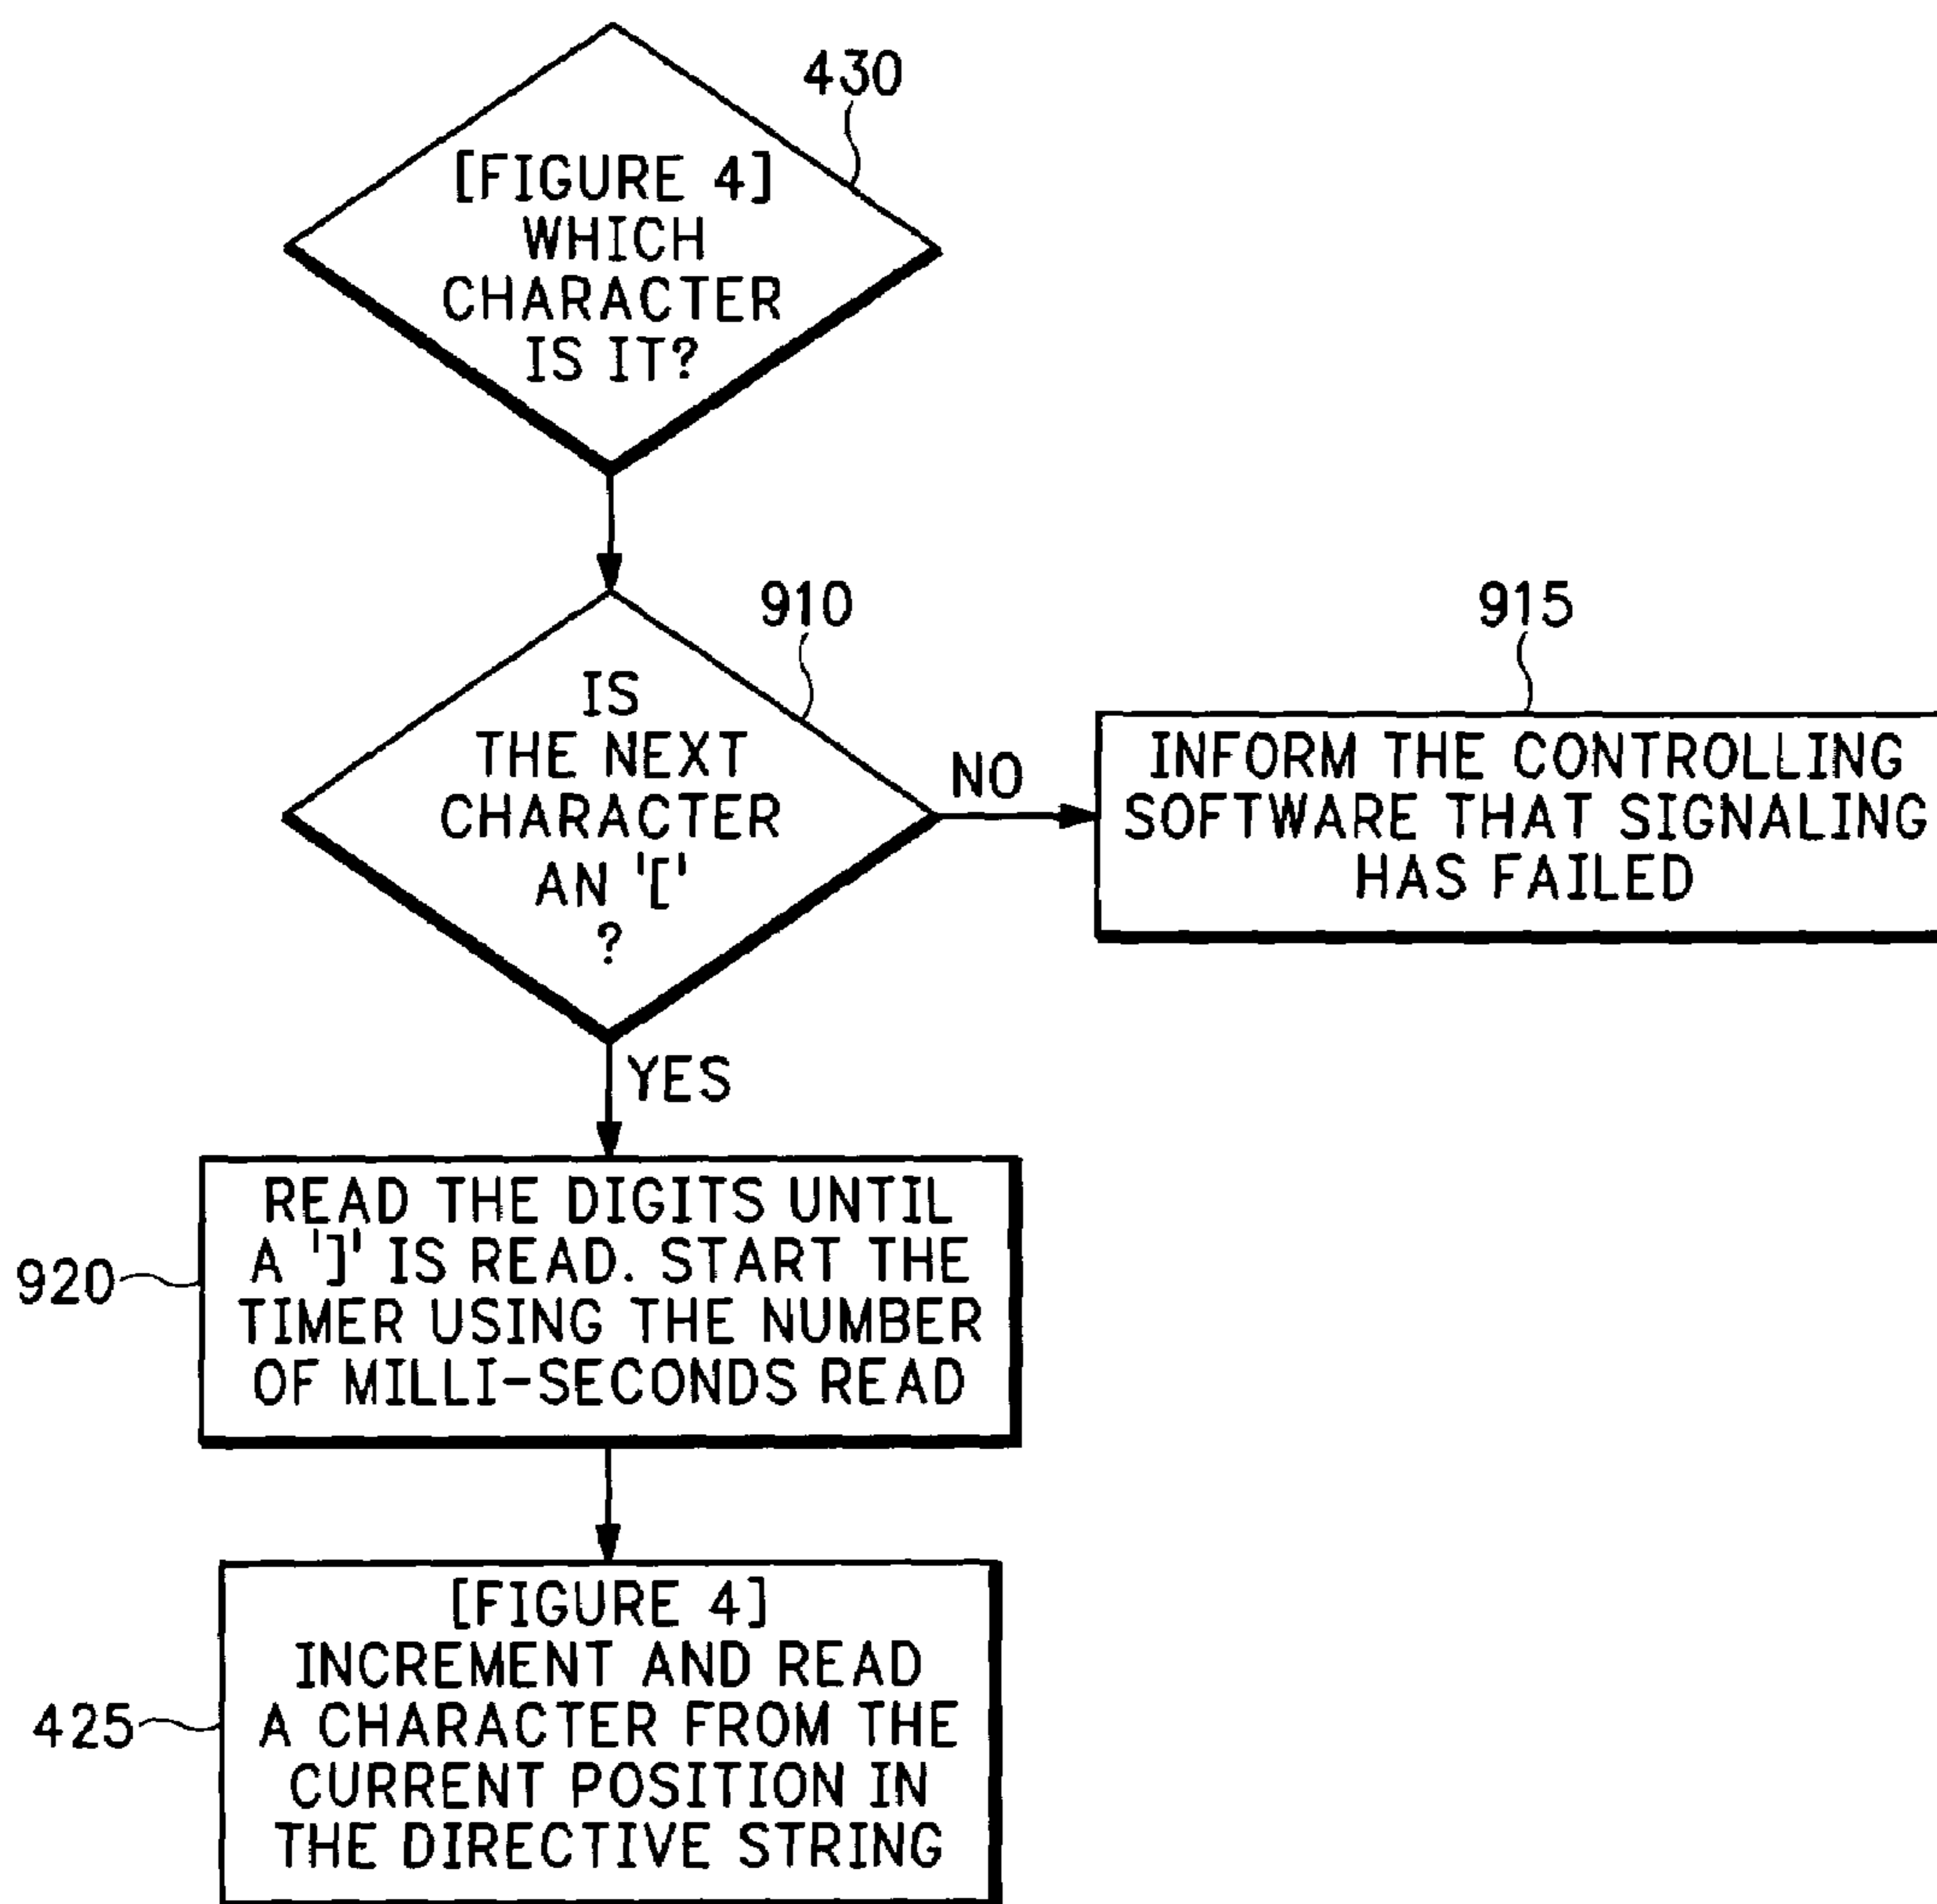 430
[FIGURE 4]
WHICH
CHARACTER
IS IT?
910
IS
THE NEXT
CHARACTER
AN '['
?
NO
915
INFORM THE CONTROLLING
SOFTWARE THAT SIGNALING
HAS FAILED
YES
920
READ THE DIGITS UNTIL
A ']' IS READ. START THE
TIMER USING THE NUMBER
OF MILLI-SECONDS READ
425
[FIGURE 4]
INCREMENT AND READ
A CHARACTER FROM THE
CURRENT POSITION IN
THE DIRECTIVE STRING